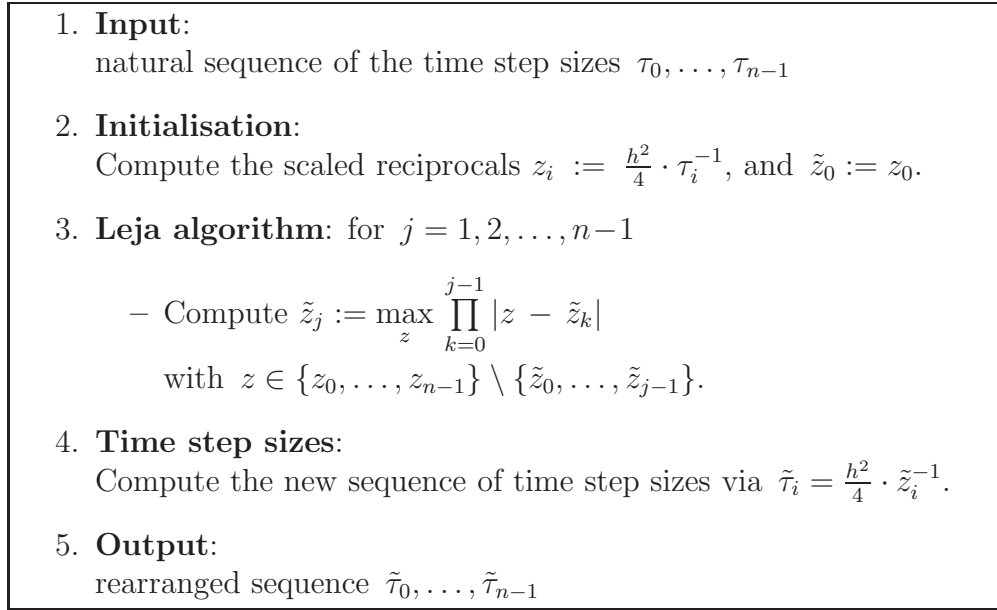 1. Input:
natural sequence of the time step sizes τ₀, …, τₙ₋₁
2. Initialisation:
Compute the scaled reciprocals zᵢ := h²/4 · τᵢ⁻¹, and z̃₀ := z₀.
3. Leja algorithm: for j = 1, 2, …, n−1
– Compute z̃ⱼ := max_z ∏_{k=0}^{j−1} |z − z̃ₖ|
with z ∈ {z₀, …, zₙ₋₁} \ {z̃₀, …, z̃ⱼ₋₁}.
4. Time step sizes:
Compute the new sequence of time step sizes via τ̃ᵢ = h²/4 · z̃ᵢ⁻¹.
5. Output:
rearranged sequence τ̃₀, …, τ̃ₙ₋₁